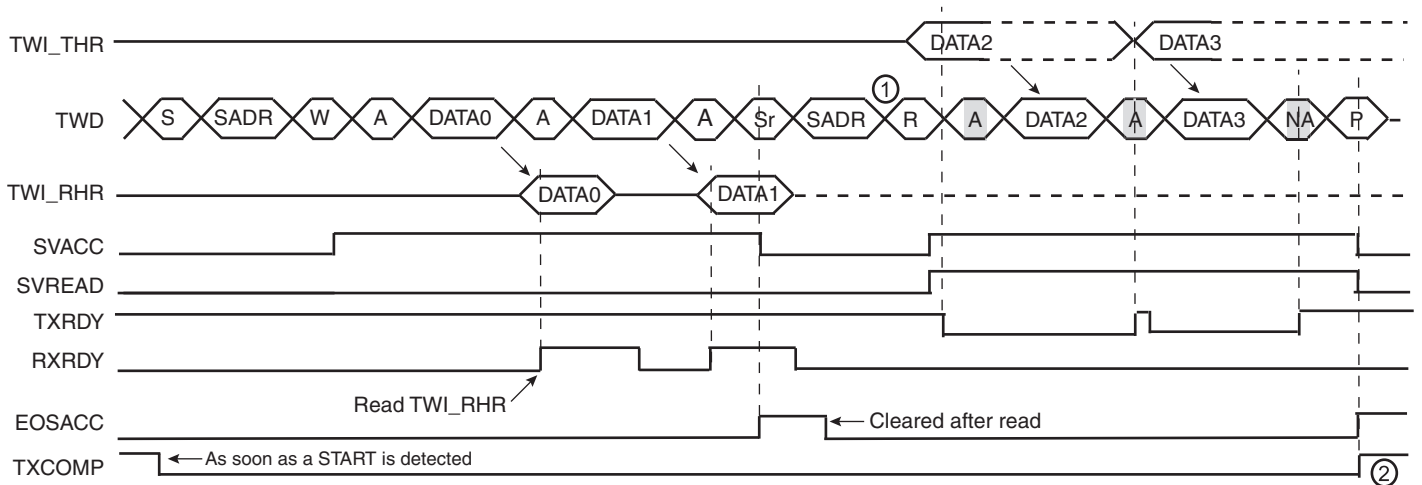 TWI_THR DATA2 DATA3
①
TWD S SADR W A DATA0 A DATA1 A Sr SADR R A DATA2 A DATA3 NA P
TWI_RHR DATA0 DATA1
SVACC
SVREAD
TXRDY
RXRDY
Read TWI_RHR
EOSACC Cleared after read
As soon as a START is detected
TXCOMP ②